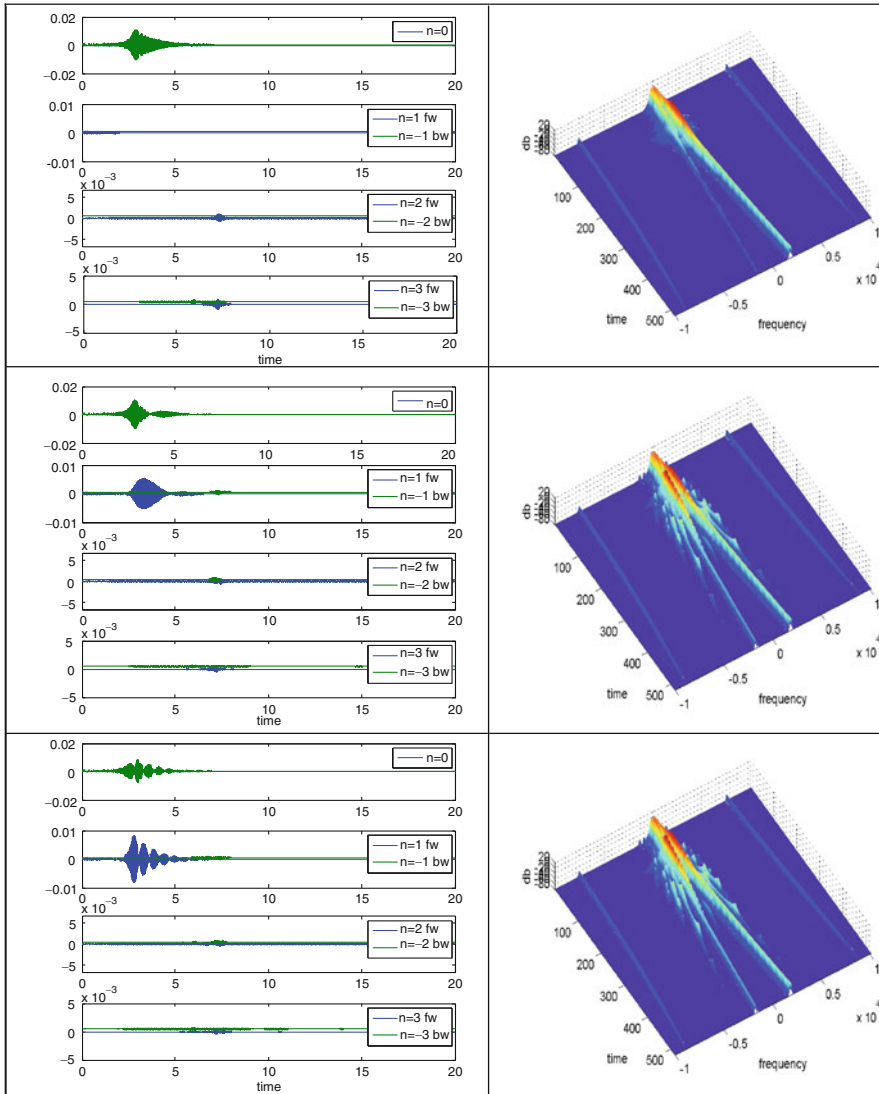 0.02
n=0
0
−0.02
0 5 10 15 20
0.01
n=1 fw
0
n=−1 bw
−0.01
0 5 10 15 20
x 10⁻³
5
n=2 fw
0
n=−2 bw
−5
0 5 10 15 20
x 10⁻³
5
n=3 fw
0
n=−3 bw
−5
0 5 10 15 20
time
db
100
200
300
400
500
time
-1
-0.5
0
0.5
1
x 10
frequency
0.02
n=0
0
−0.02
0 5 10 15 20
0.01
n=1 fw
0
n=−1 bw
−0.01
0 5 10 15 20
x 10⁻³
5
n=2 fw
0
n=−2 bw
−5
0 5 10 15 20
x 10⁻³
5
n=3 fw
0
n=−3 bw
−5
0 5 10 15 20
time
db
100
200
300
400
500
time
-1
-0.5
0
0.5
1
x 10
frequency
0.02
n=0
0
−0.02
0 5 10 15 20
0.01
n=1 fw
0
n=−1 bw
−0.01
0 5 10 15 20
x 10⁻³
5
n=2 fw
0
n=−2 bw
−5
0 5 10 15 20
x 10⁻³
5
n=3 fw
0
n=−3 bw
−5
0 5 10 15 20
time
db
100
200
300
400
500
time
-1
-0.5
0
0.5
1
x 10
frequency